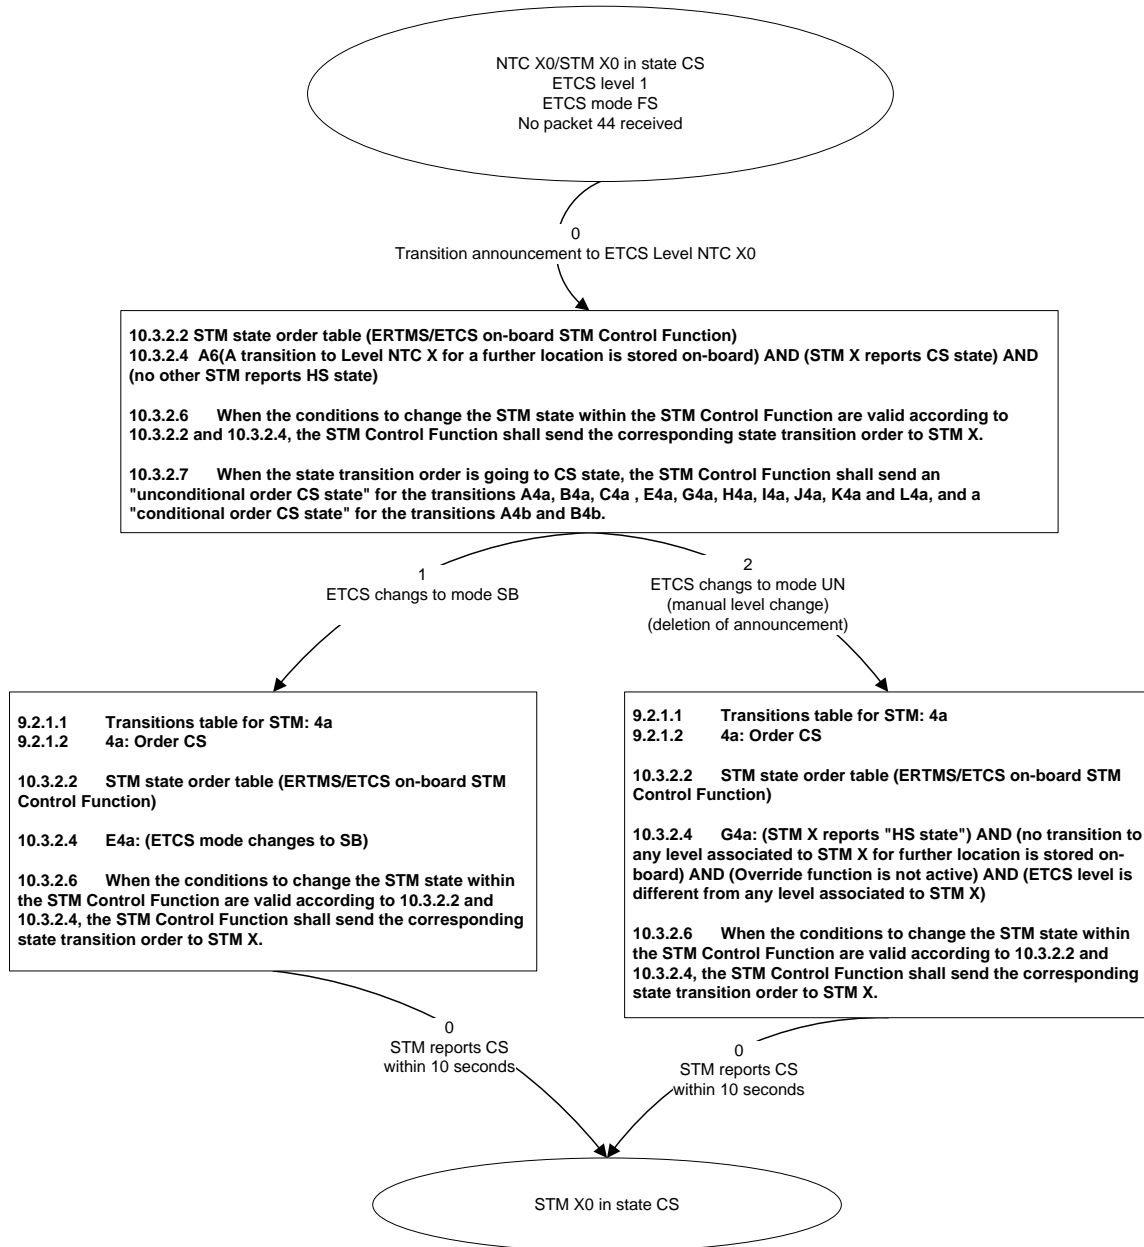 NTC X0/STM X0 in state CS
ETCS level 1
ETCS mode FS
No packet 44 received
0
Transition announcement to ETCS Level NTC X0
10.3.2.2 STM state order table (ERTMS/ETCS on-board STM Control Function)
10.3.2.4 A6(A transition to Level NTC X for a further location is stored on-board) AND (STM X reports CS state) AND
(no other STM reports HS state)
10.3.2.6 When the conditions to change the STM state within the STM Control Function are valid according to
10.3.2.2 and 10.3.2.4, the STM Control Function shall send the corresponding state transition order to STM X.
10.3.2.7 When the state transition order is going to CS state, the STM Control Function shall send an
"unconditional order CS state" for the transitions A4a, B4a, C4a , E4a, G4a, H4a, I4a, J4a, K4a and L4a, and a
"conditional order CS state" for the transitions A4b and B4b.
1
ETCS changs to mode SB
2
ETCS changs to mode UN
(manual level change)
(deletion of announcement)
9.2.1.1 Transitions table for STM: 4a
9.2.1.2 4a: Order CS
10.3.2.2 STM state order table (ERTMS/ETCS on-board STM
Control Function)
10.3.2.4 E4a: (ETCS mode changes to SB)
10.3.2.6 When the conditions to change the STM state within
the STM Control Function are valid according to 10.3.2.2 and
10.3.2.4, the STM Control Function shall send the corresponding
state transition order to STM X.
9.2.1.1 Transitions table for STM: 4a
9.2.1.2 4a: Order CS
10.3.2.2 STM state order table (ERTMS/ETCS on-board STM
Control Function)
10.3.2.4 G4a: (STM X reports "HS state") AND (no transition to
any level associated to STM X for further location is stored on-
board) AND (Override function is not active) AND (ETCS level is
different from any level associated to STM X)
10.3.2.6 When the conditions to change the STM state within
the STM Control Function are valid according to 10.3.2.2 and
10.3.2.4, the STM Control Function shall send the corresponding
state transition order to STM X.
0
STM reports CS
within 10 seconds
0
STM reports CS
within 10 seconds
STM X0 in state CS